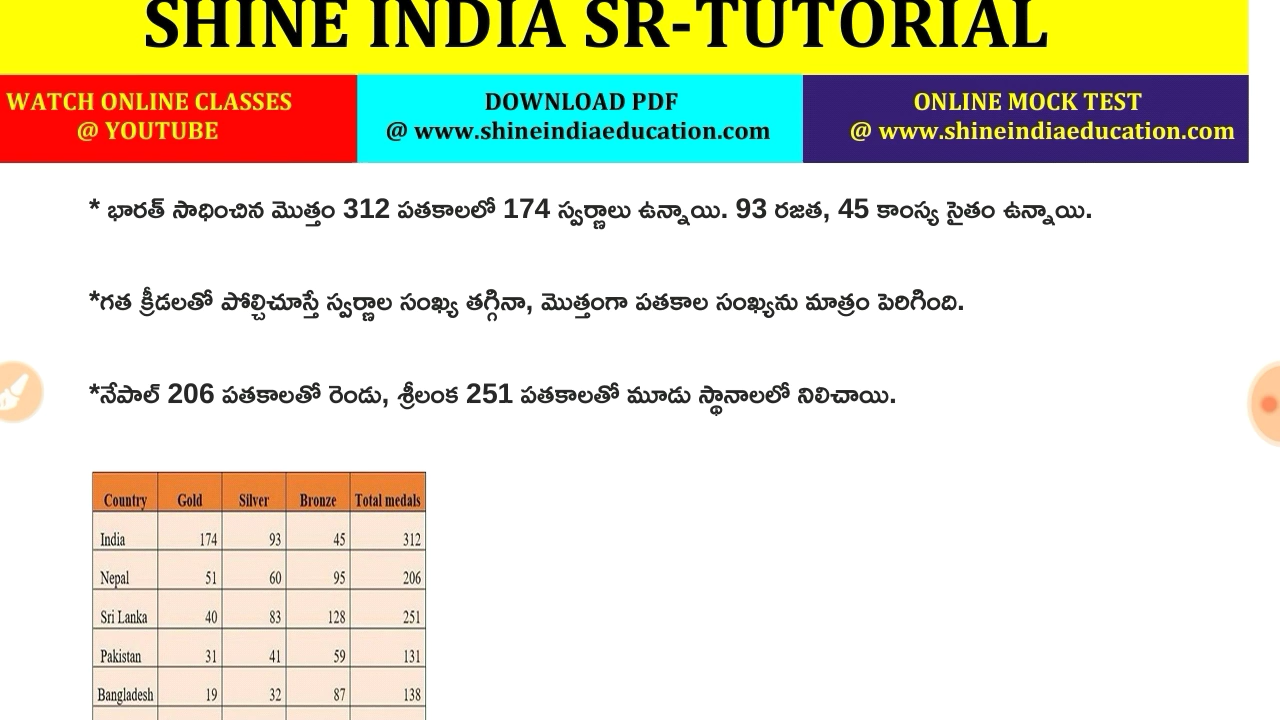 SHINE INDIA SR-TUTORIAL
WATCH ONLINE CLASSES
@ YOUTUBE
DOWNLOAD PDF
@ www.shineindiaeducation.com
ONLINE MOCK TEST
@ www.shineindiaeducation.com
* భారత్ సాధించిన మొత్తం 312 పతకాలలో 174 స్వర్ణాలు ఉన్నాయి. 93 రజత, 45 కాంస్య సైతం ఉన్నాయి.
*గత క్రీడలతో పోల్చిచూస్తే స్వర్ణాల సంఖ్య తగ్గినా, మొత్తంగా పతకాల సంఖ్యను మాత్రం పెరిగింది.
*నేపాల్ 206 పతకాలతో రెండు, శ్రీలంక 251 పతకాలతో మూడు స్థానాలలో నిలిచాయి.
Country Gold Silver Bronze Total medals
India 174 93 45 312
Nepal 51 60 95 206
Sri Lanka 40 83 128 251
Pakistan 31 41 59 131
Bangladesh 19 32 87 138